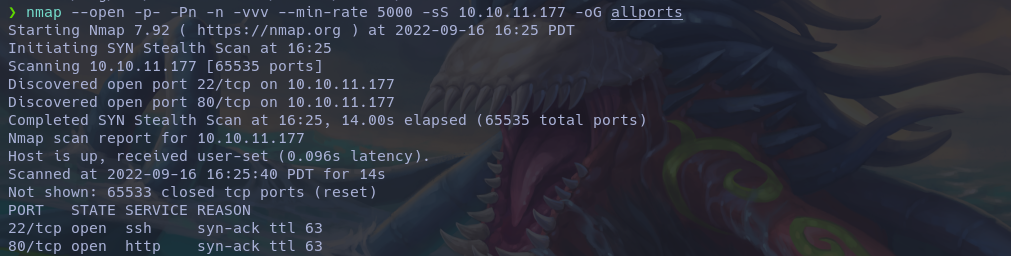 ❯ nmap --open -p- -Pn -n -vvv --min-rate 5000 -sS 10.10.11.177 -oG allports
Starting Nmap 7.92 ( https://nmap.org ) at 2022-09-16 16:25 PDT
Initiating SYN Stealth Scan at 16:25
Scanning 10.10.11.177 [65535 ports]
Discovered open port 22/tcp on 10.10.11.177
Discovered open port 80/tcp on 10.10.11.177
Completed SYN Stealth Scan at 16:25, 14.00s elapsed (65535 total ports)
Nmap scan report for 10.10.11.177
Host is up, received user-set (0.096s latency).
Scanned at 2022-09-16 16:25:40 PDT for 14s
Not shown: 65533 closed tcp ports (reset)
PORT   STATE SERVICE REASON
22/tcp open  ssh     syn-ack ttl 63
80/tcp open  http    syn-ack ttl 63